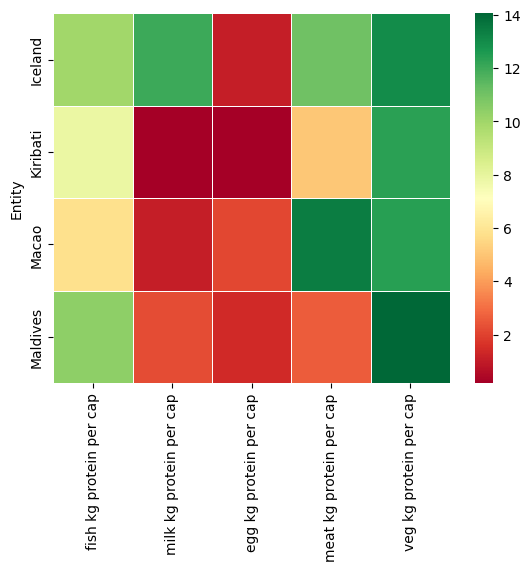 Entity
Iceland
Kiribati
Macao
Maldives
fish kg protein per cap
milk kg protein per cap
egg kg protein per cap
meat kg protein per cap
veg kg protein per cap
14
12
10
8
6
4
2